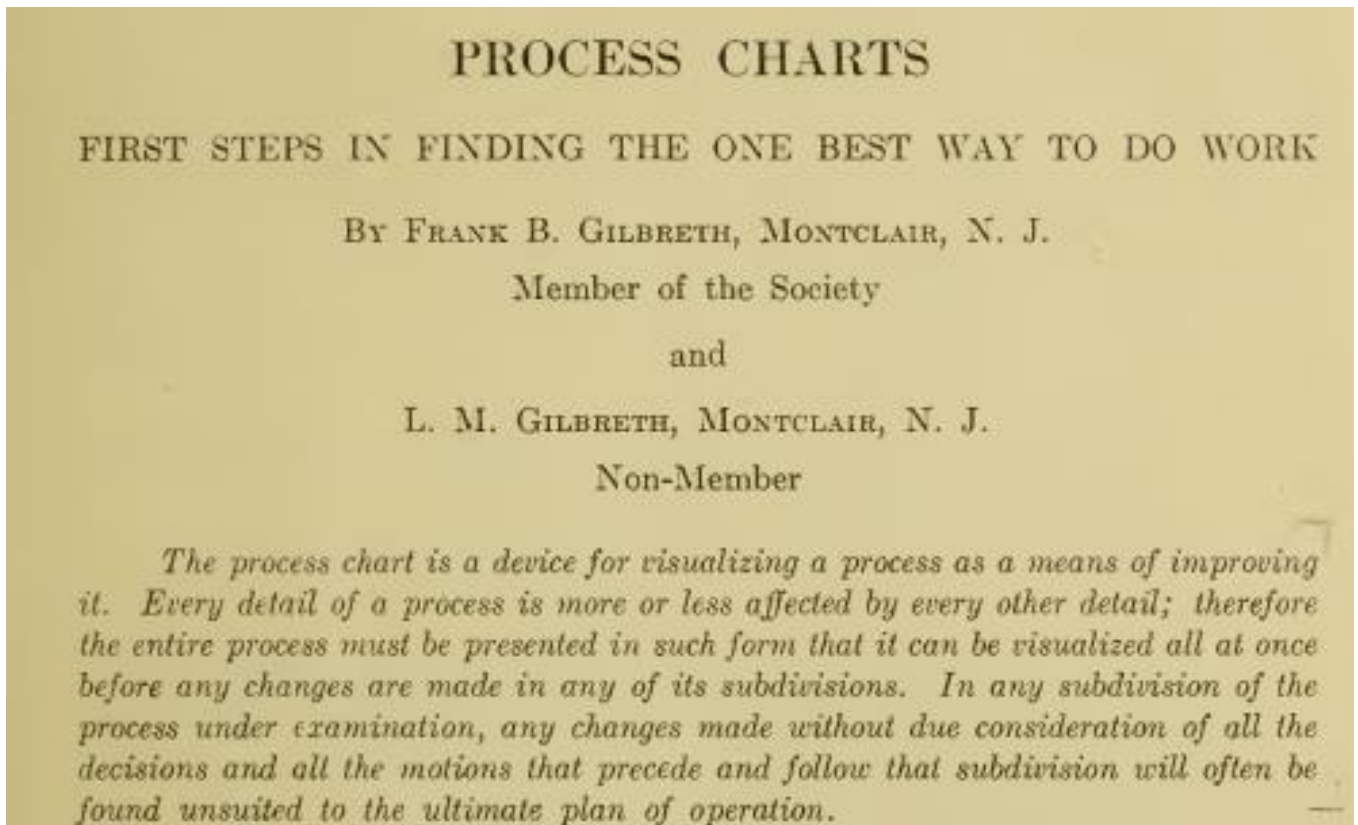 PROCESS CHARTS
FIRST STEPS IN FINDING THE ONE BEST WAY TO DO WORK
By Frank B. Gilbreth, Montclair, N. J.
Member of the Society
and
L. M. Gilbreth, Montclair, N. J.
Non-Member
The process chart is a device for visualizing a process as a means of improving
it. Every detail of a process is more or less affected by every other detail; therefore
the entire process must be presented in such form that it can be visualized all at once
before any changes are made in any of its subdivisions. In any subdivision of the
process under examination, any changes made without due consideration of all the
decisions and all the motions that precede and follow that subdivision will often be
found unsuited to the ultimate plan of operation.